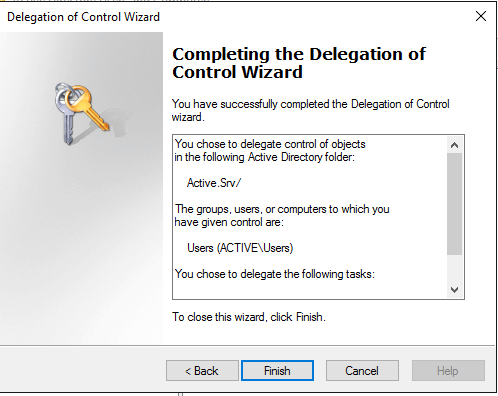 Delegation of Control Wizard
Completing the Delegation of
Control Wizard
You have successfully completed the Delegation of Control
wizard.
You chose to delegate control of objects
in the following Active Directory folder:
Active.Srv/
The groups, users, or computers to which you
have given control are:
Users (ACTIVE\Users)
You chose to delegate the following tasks:
To close this wizard, click Finish.
< Back
Finish
Cancel
Help